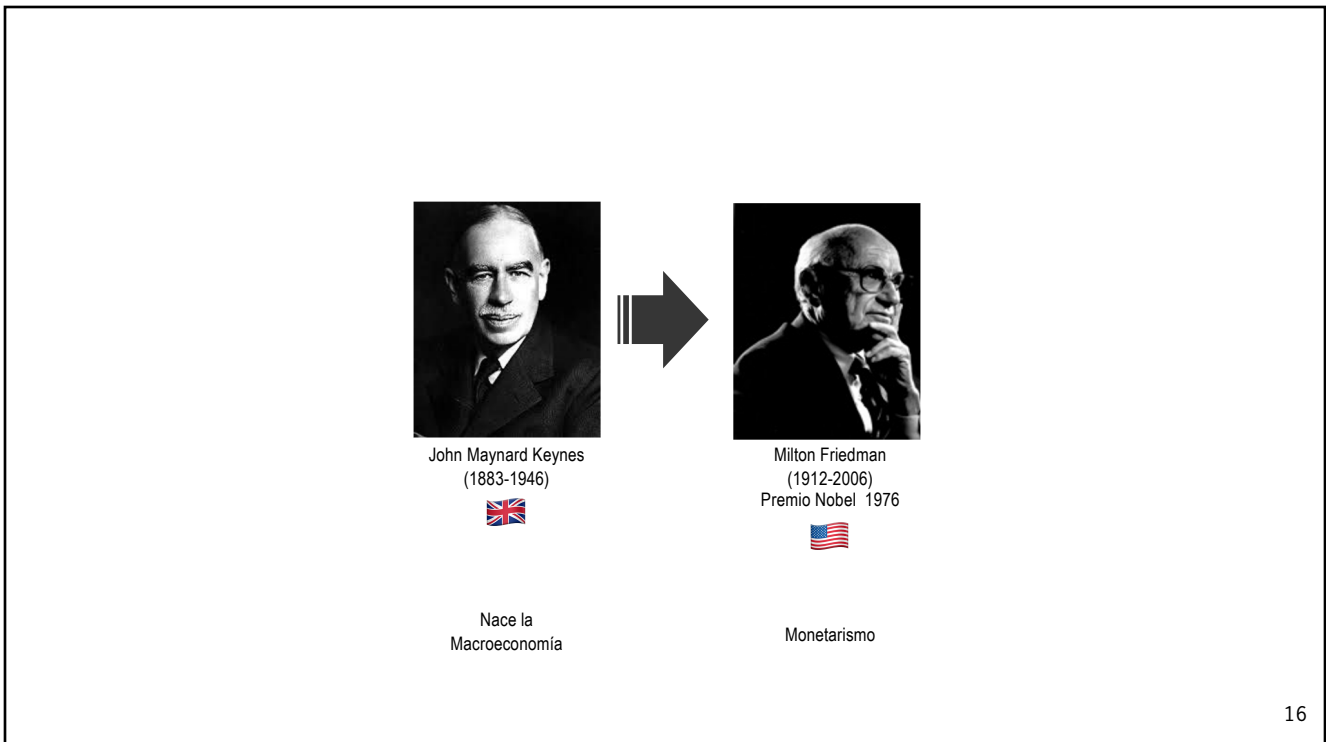 John Maynard Keynes
(1883-1946)
Milton Friedman
(1912-2006)
Premio Nobel 1976
Nace la
Macroeconomía
Monetarismo
16